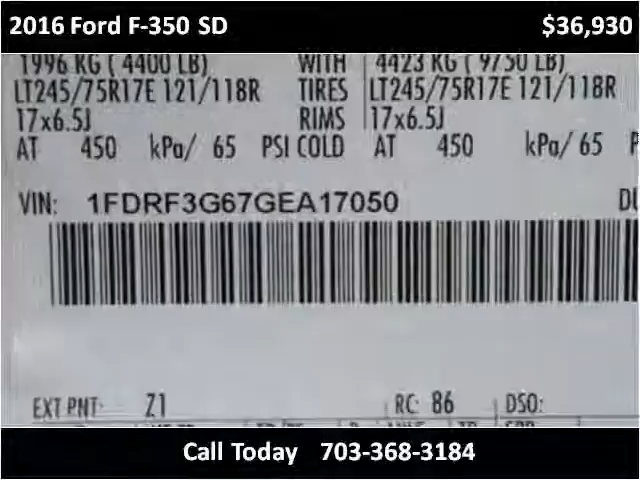 2016 Ford F-350 SD $36,930
1996 KG ( 4400 LB) WITH 4423 KG ( 9750 LB)
LT245/75R17E 121/118R TIRES LT245/75R17E 121/118R
17x6.5J RIMS 17x6.5J
AT 450 kPa/ 65 PSI COLD AT 450 kPa/ 65
VIN: 1FDRF3G67GEA17050
EXT PNT: Z1 RC: 86 DSO:
Call Today 703-368-3184